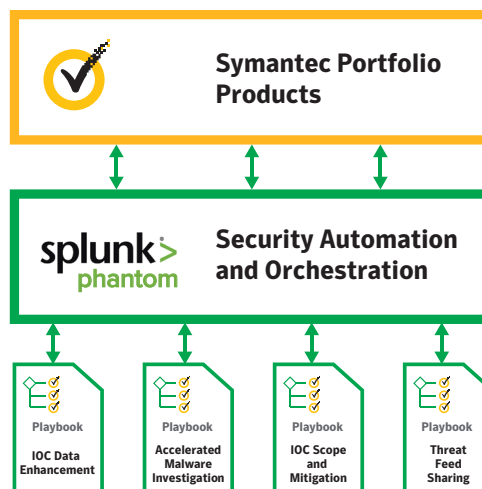 Symantec Portfolio
Products
splunk>
phantom
Security Automation
and Orchestration
Playbook
IOC Data
Enhancement
Playbook
Accelerated
Malware
Investigation
Playbook
IOC Scope
and
Mitigation
Playbook
Threat
Feed
Sharing